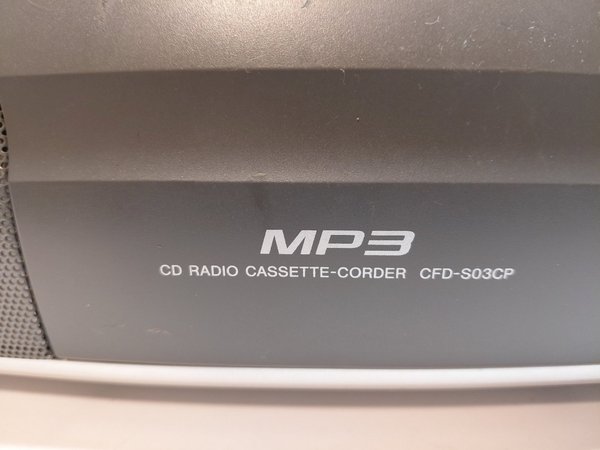 MP3
CD RADIO CASSETTE-CORDER CFD-S03CP